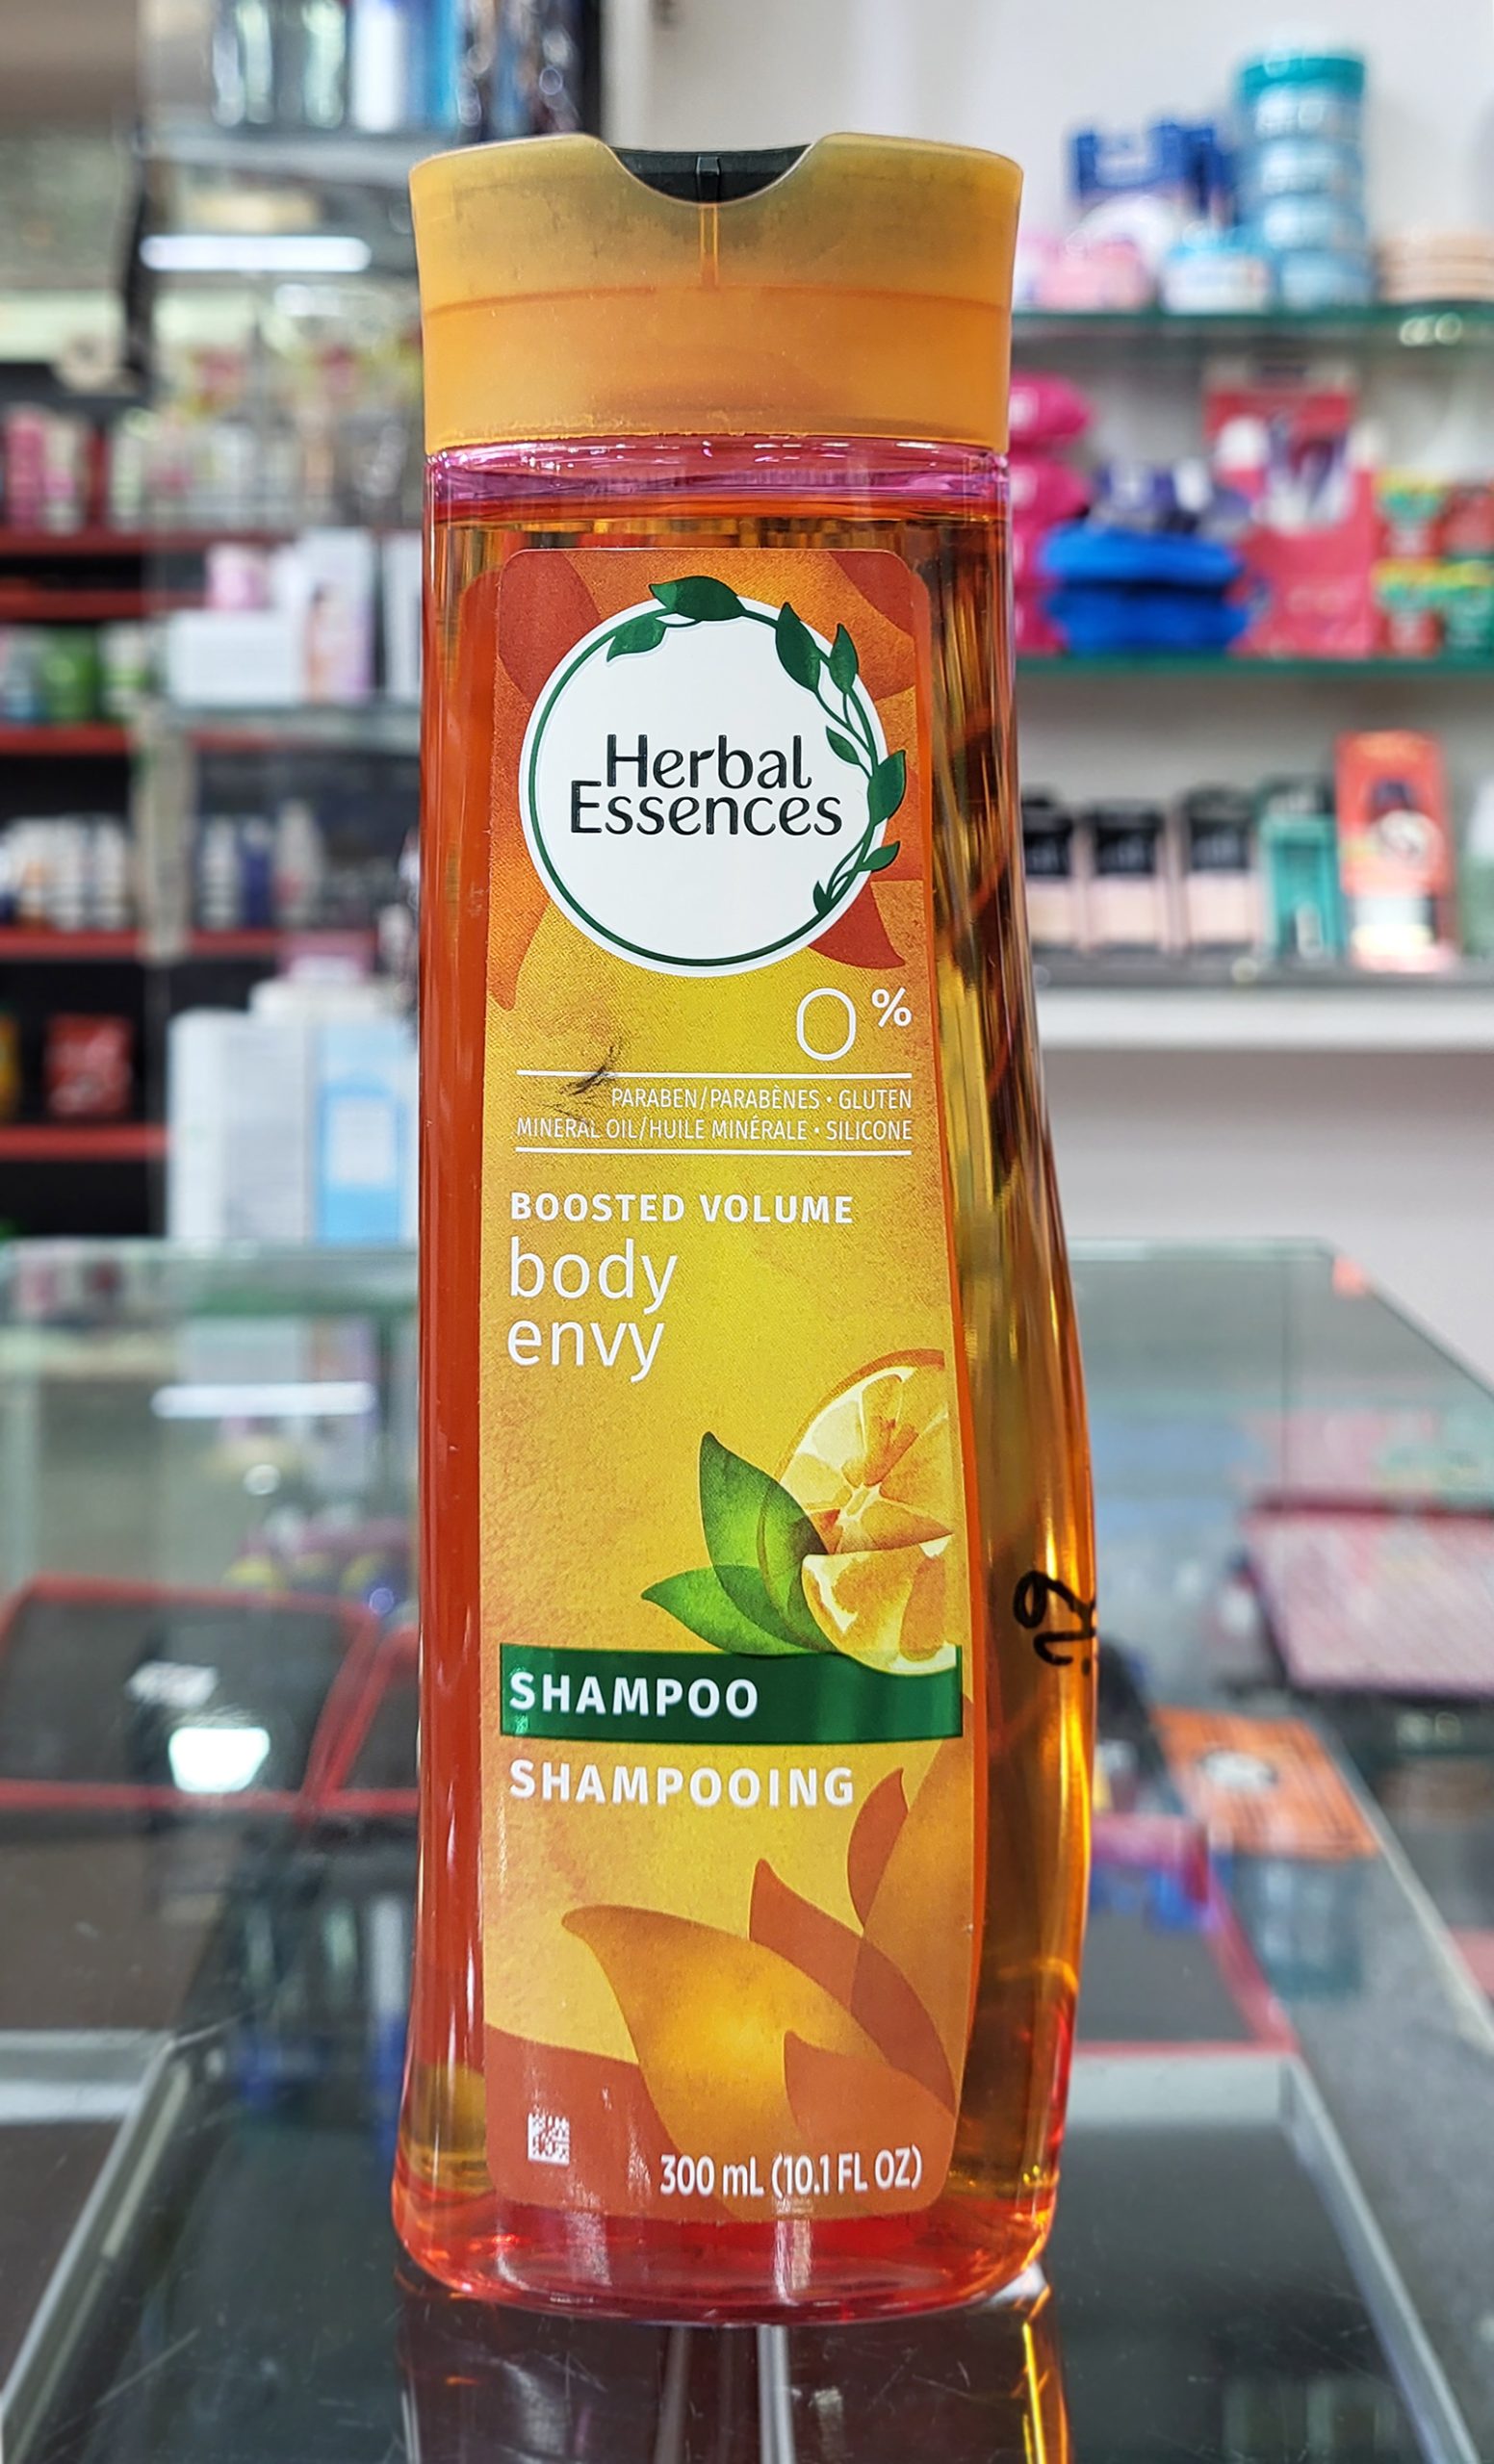 Herbal
Essences
0%
PARABEN/PARABÈNES • GLUTEN
MINERAL OIL/HUILE MINÉRALE • SILICONE
BOOSTED VOLUME
body
envy
SHAMPOO
SHAMPOOING
300 mL (10.1 FL OZ)